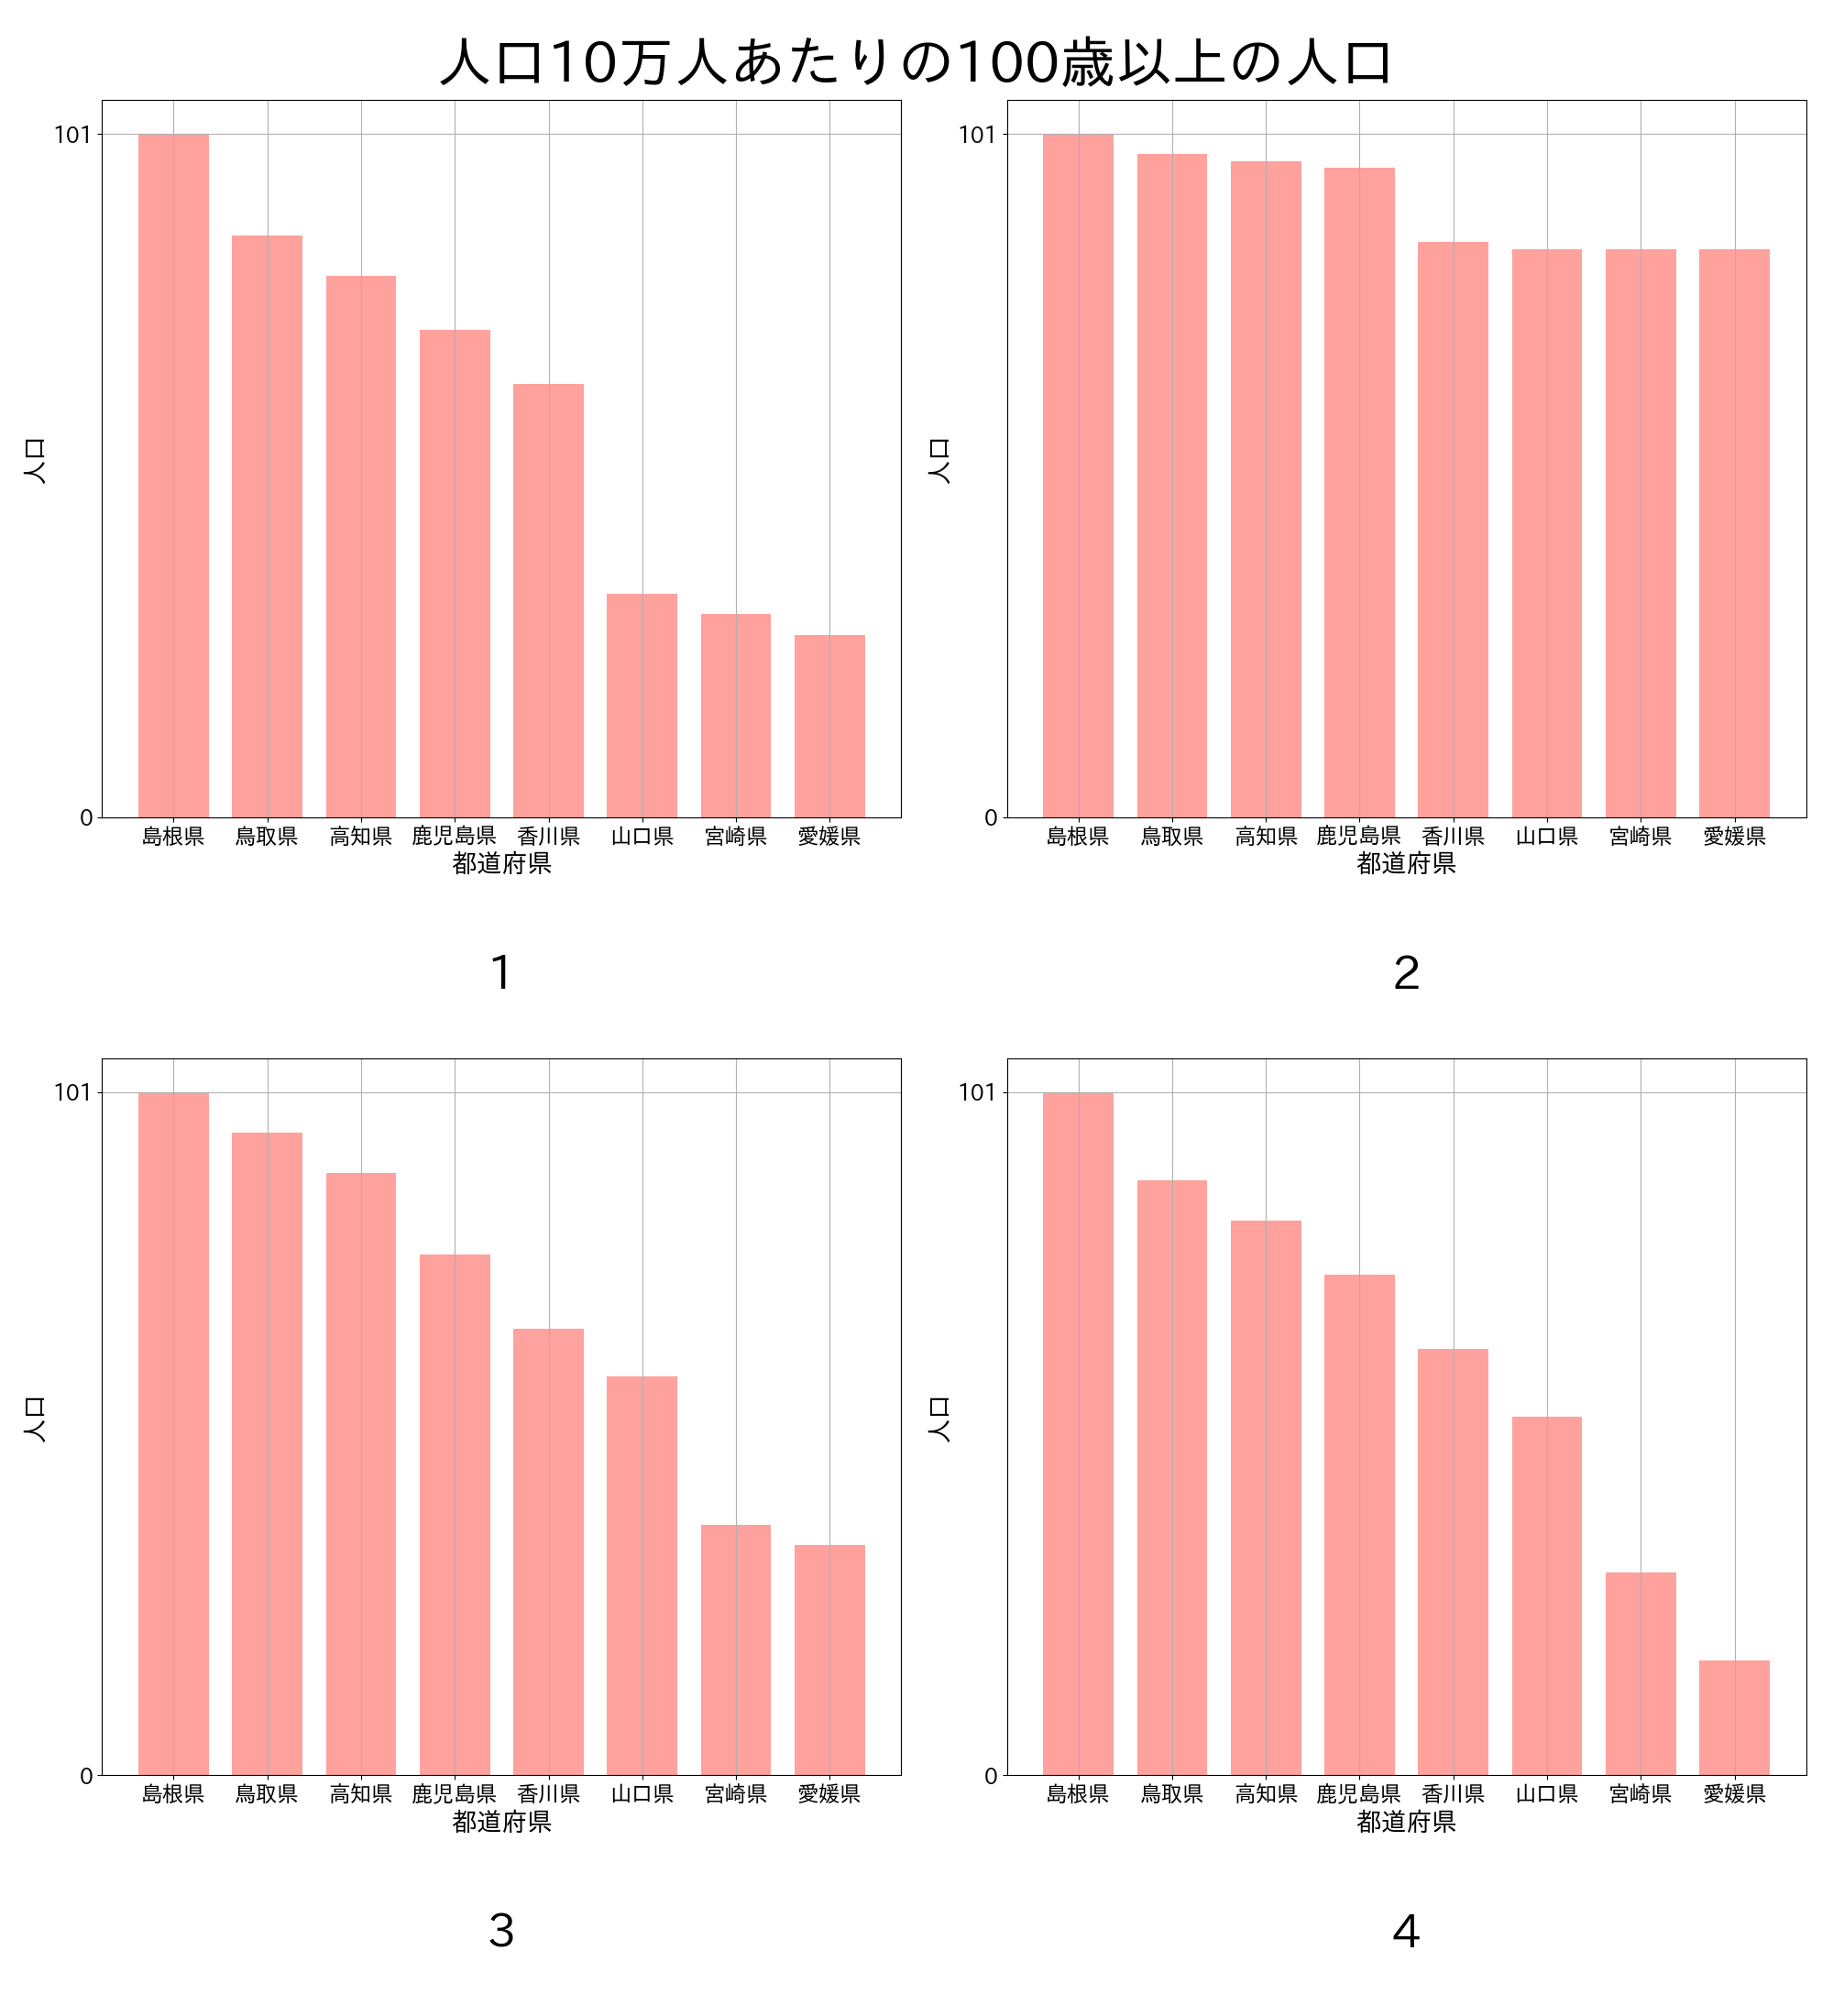 人口10万人あたりの100歳以上の人口
101
0
人口
島根県 鳥取県 高知県 鹿児島県 香川県 山口県 宮崎県 愛媛県
都道府県
1
101
0
人口
島根県 鳥取県 高知県 鹿児島県 香川県 山口県 宮崎県 愛媛県
都道府県
2
101
0
人口
島根県 鳥取県 高知県 鹿児島県 香川県 山口県 宮崎県 愛媛県
都道府県
3
101
0
人口
島根県 鳥取県 高知県 鹿児島県 香川県 山口県 宮崎県 愛媛県
都道府県
4